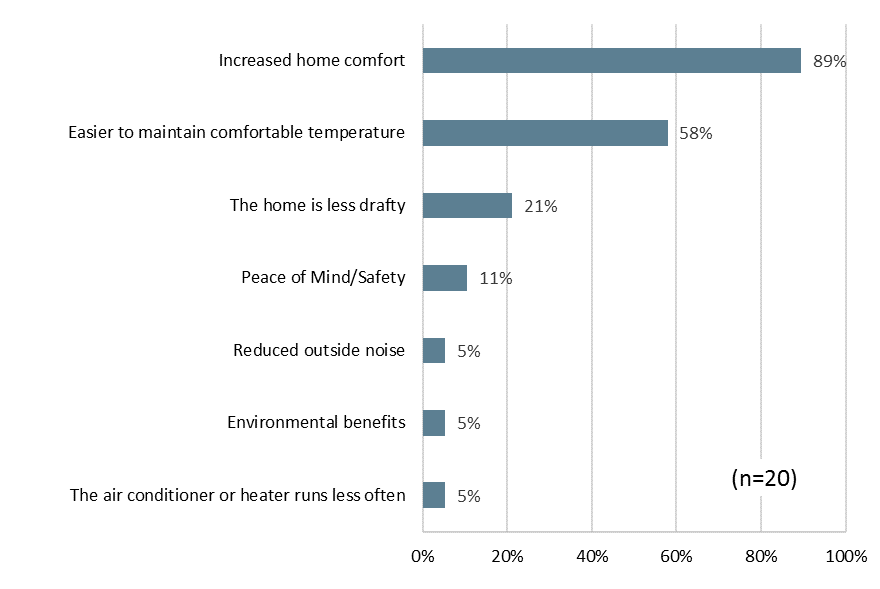 Increased home comfort 89%
Easier to maintain comfortable temperature 58%
The home is less drafty 21%
Peace of Mind/Safety 11%
Reduced outside noise 5%
Environmental benefits 5%
(n=20)
The air conditioner or heater runs less often 5%
0% 20% 40% 60% 80% 100%